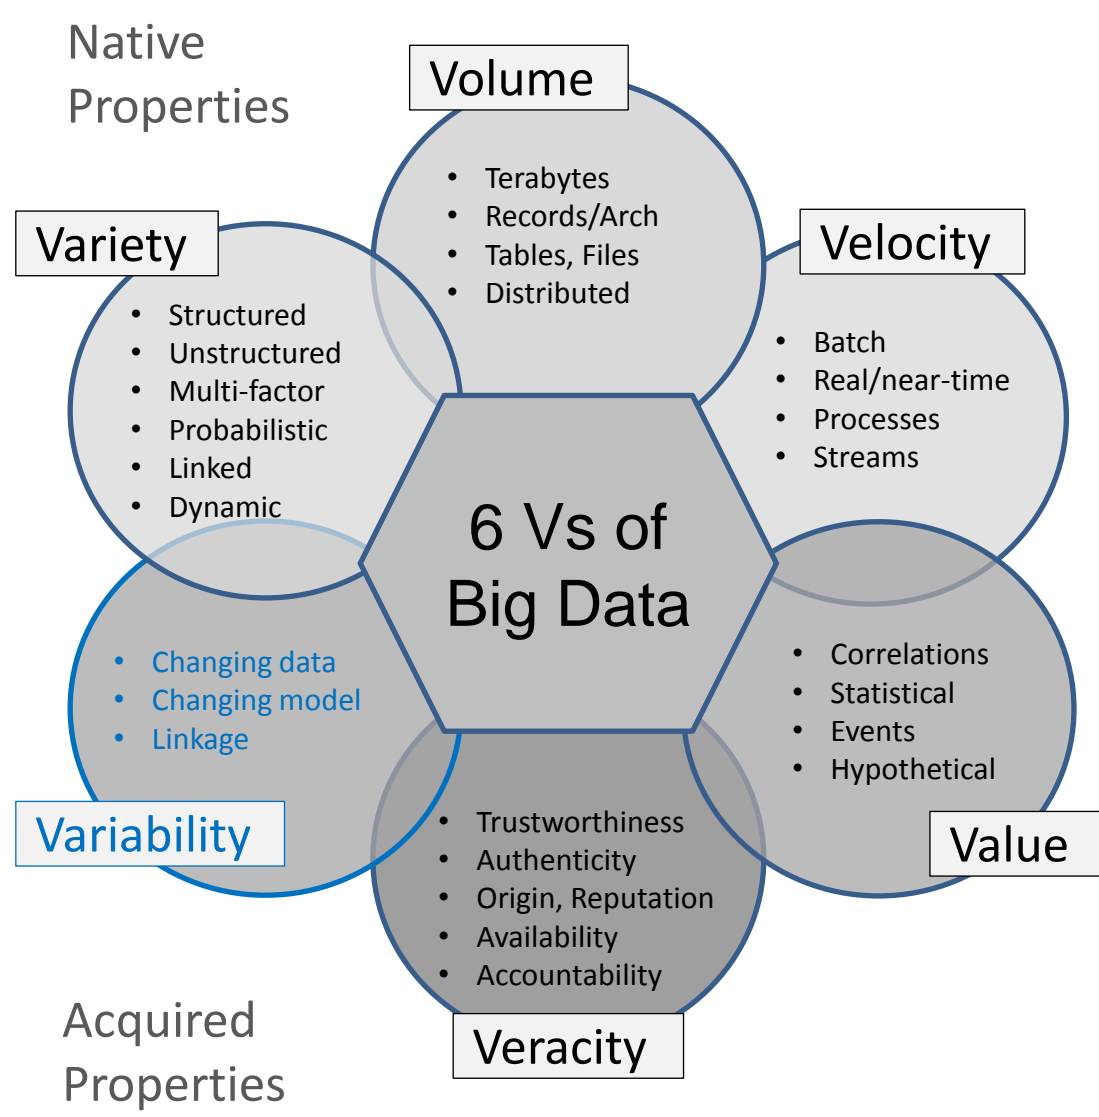 Native
Properties
Volume
• Terabytes
• Records/Arch
• Tables, Files
• Distributed
Variety
• Structured
• Unstructured
• Multi-factor
• Probabilistic
• Linked
• Dynamic
Velocity
• Batch
• Real/near-time
• Processes
• Streams
6 Vs of
Big Data
• Changing data
• Changing model
• Linkage
Variability
• Correlations
• Statistical
• Events
• Hypothetical
Value
• Trustworthiness
• Authenticity
• Origin, Reputation
• Availability
• Accountability
Veracity
Acquired
Properties